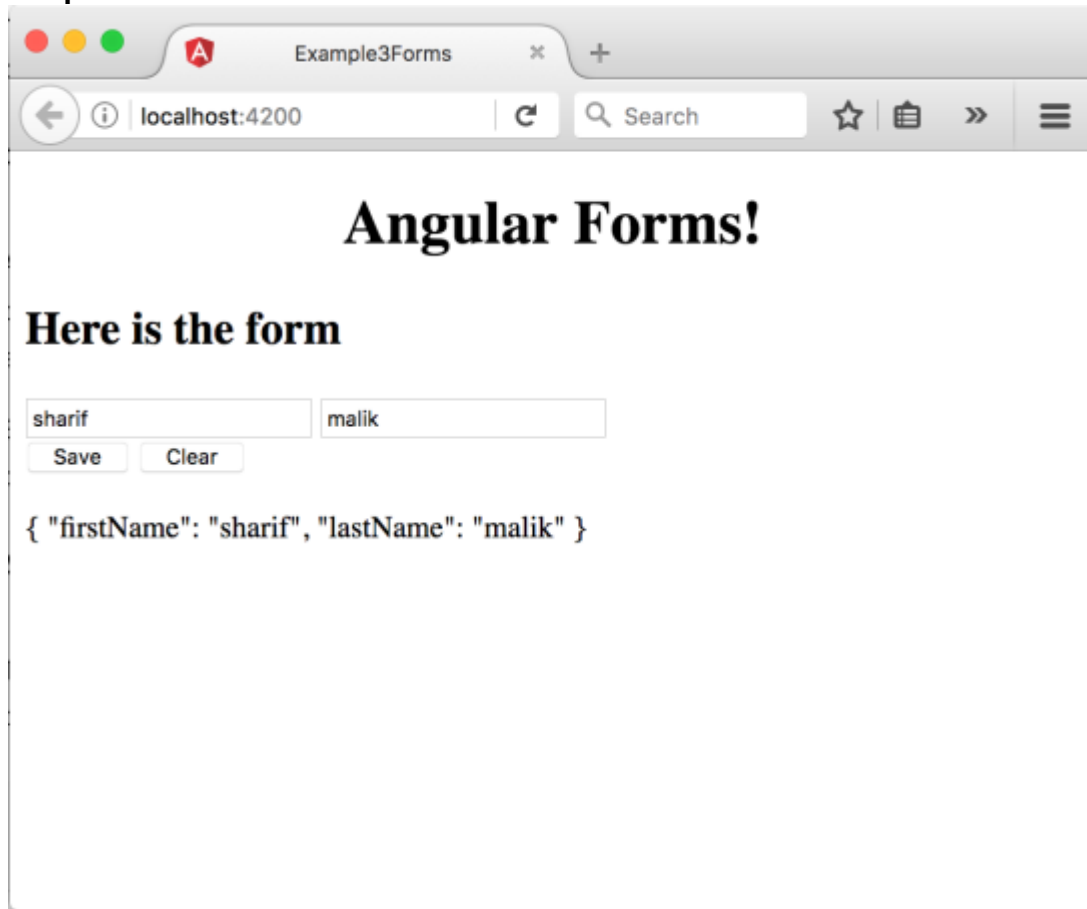 Example3Forms
localhost:4200
Search
Angular Forms!
Here is the form
sharif malik
Save Clear
{ "firstName": "sharif", "lastName": "malik" }